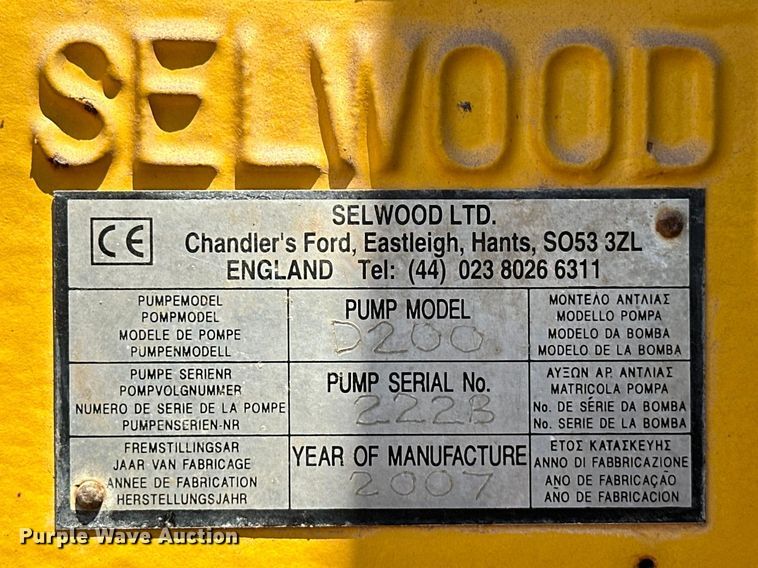 SELWOOD
CE
SELWOOD LTD.
Chandler's Ford, Eastleigh, Hants, SO53 3ZL
ENGLAND Tel: (44) 023 8026 6311
PUMPEMODEL
POMPMODEL
MODELE DE POMPE
PUMPENMODELL
PUMP MODEL
D200
ΜΟΝΤΕΛΟ ΑΝΤΛΙΑΣ
MODELLO POMPA
MODELO DA BOMBA
MODELO DE LA BOMBA
PUMPE SERIENR
POMPVOLGNUMMER
NUMERO DE SERIE DE LA POMPE
PUMPENSERIEN-NR
PUMP SERIAL No.
222B
ΑΥΞΩΝ ΑΡ. ΑΝΤΛΙΑΣ
MATRICOLA POMPA
No. DE SÉRIE DA BOMBA
No. SERIE DE LA BOMBA
FREMSTILLINGSAR
JAAR VAN FABRICAGE
ANNEE DE FABRICATION
HERSTELLUNGSJAHR
YEAR OF MANUFACTURE
2007
ΕΤΟΣ ΚΑΤΑΣΚΕΥΗΣ
ANNO DI FABBRICAZIONE
ANO DE FABRICAÇÃO
AÑO DE FABRICACION
Purple Wave Auction